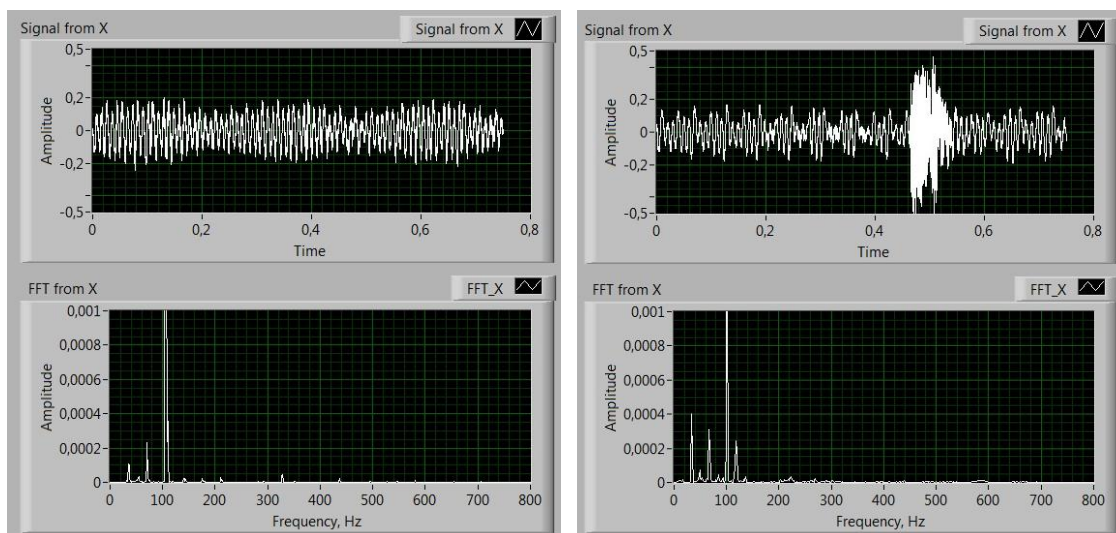 Signal from X
Signal from X
0,5
0,2
0
-0,2
-0,5
Amplitude
0 0,2 0,4 0,6 0,8
Time
FFT from X
FFT_X
0,001
0,0008
0,0006
0,0004
0,0002
0
Amplitude
0 100 200 300 400 500 600 700 800
Frequency, Hz
Signal from X
Signal from X
0,5
0,2
0
-0,2
-0,5
Amplitude
0 0,2 0,4 0,6 0,8
Time
FFT from X
FFT_X
0,001
0,0008
0,0006
0,0004
0,0002
0
Amplitude
0 100 200 300 400 500 600 700 800
Frequency, Hz